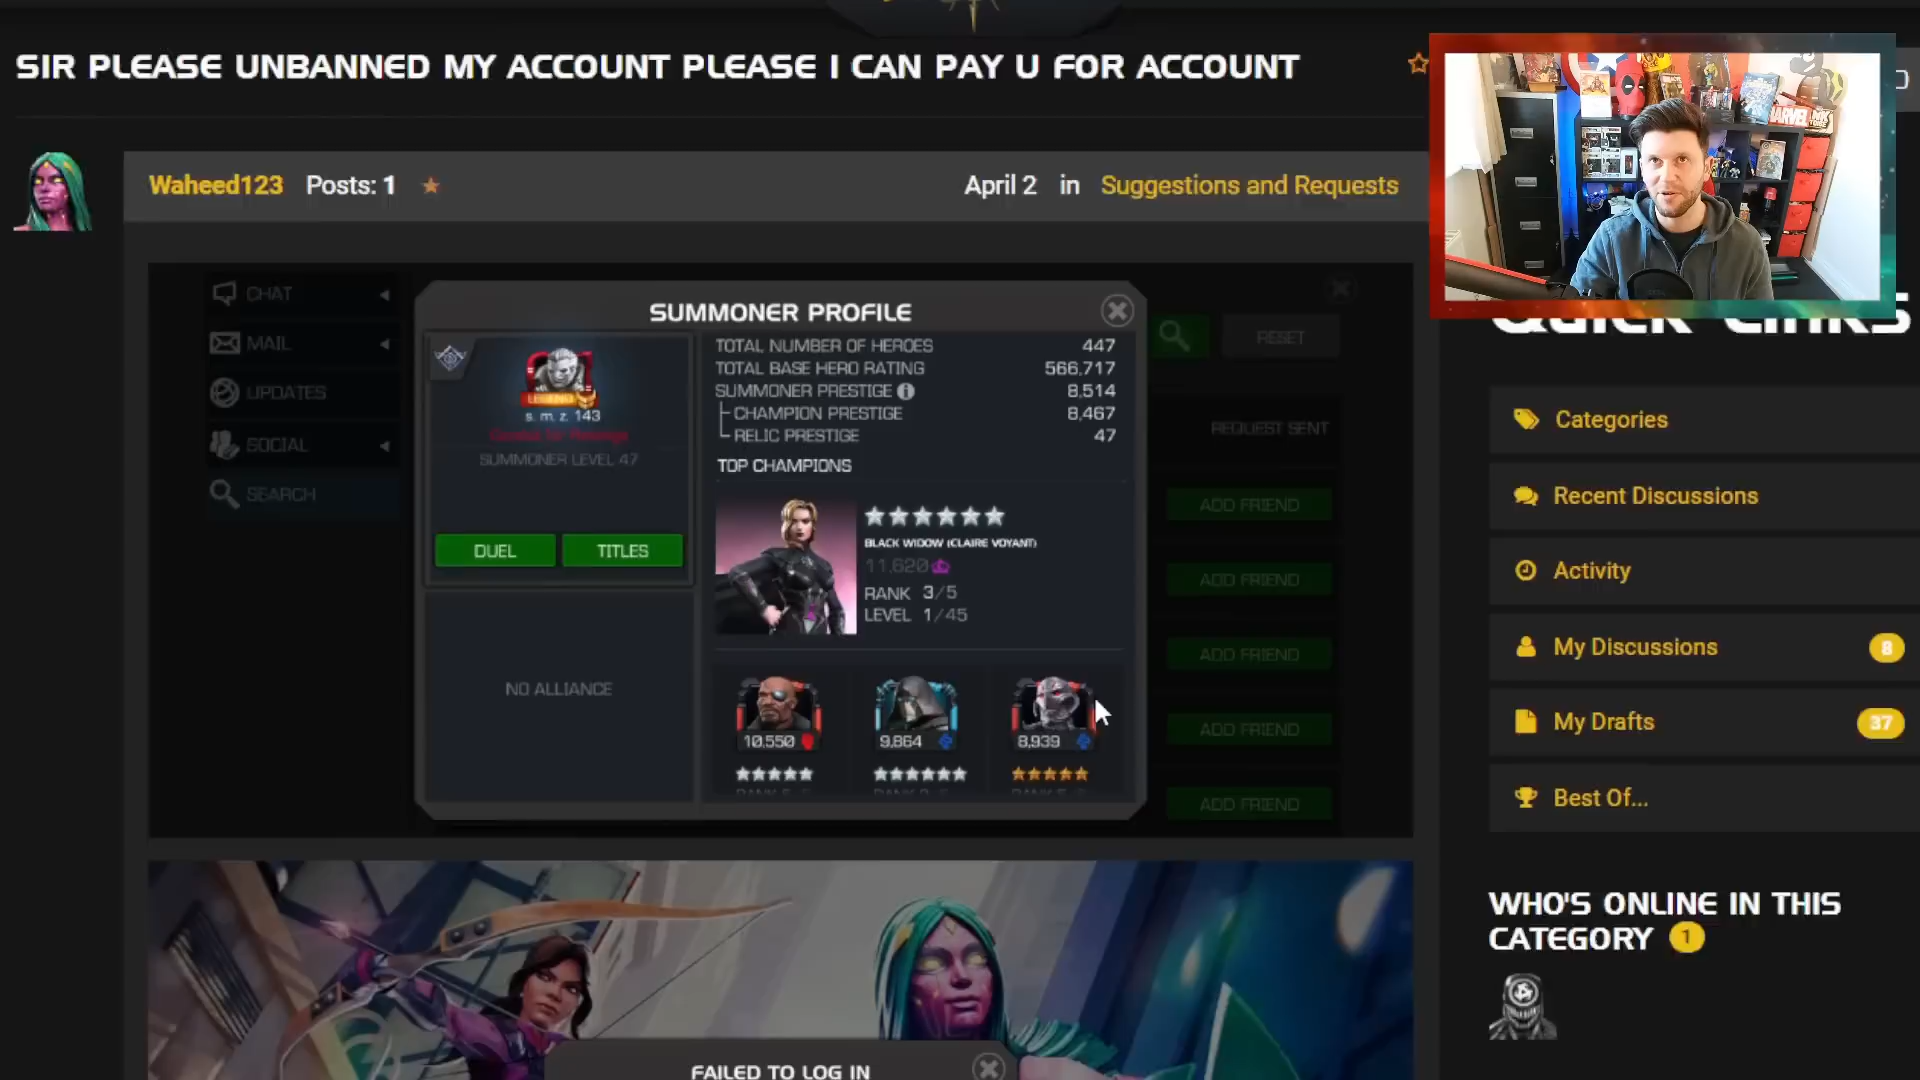 SIR PLEASE UNBANNED MY ACCOUNT PLEASE I CAN PAY U FOR ACCOUNT
Waheed123 Posts: 1
April 2 in Suggestions and Requests
CHAT
MAIL
UPDATES
SOCIAL
SEARCH
SUMMONER PROFILE
LEGEND
s. m. z. 143
SUMMONER LEVEL 47
DUEL
TITLES
NO ALLIANCE
TOTAL NUMBER OF HEROES 447
TOTAL BASE HERO RATING 566,717
SUMMONER PRESTIGE 8,514
CHAMPION PRESTIGE 8,467
RELIC PRESTIGE 47
TOP CHAMPIONS
BLACK WIDOW (CLAIRE VOYANT)
11,620
RANK 3/5
LEVEL 1/45
10,550
9,864
8,939
RESET
REQUEST SENT
ADD FRIEND
ADD FRIEND
ADD FRIEND
ADD FRIEND
ADD FRIEND
FAILED TO LOG IN
MARVEL
MK
Quick Links
Categories
Recent Discussions
Activity
My Discussions 8
My Drafts 37
Best Of...
WHO'S ONLINE IN THIS
CATEGORY 1